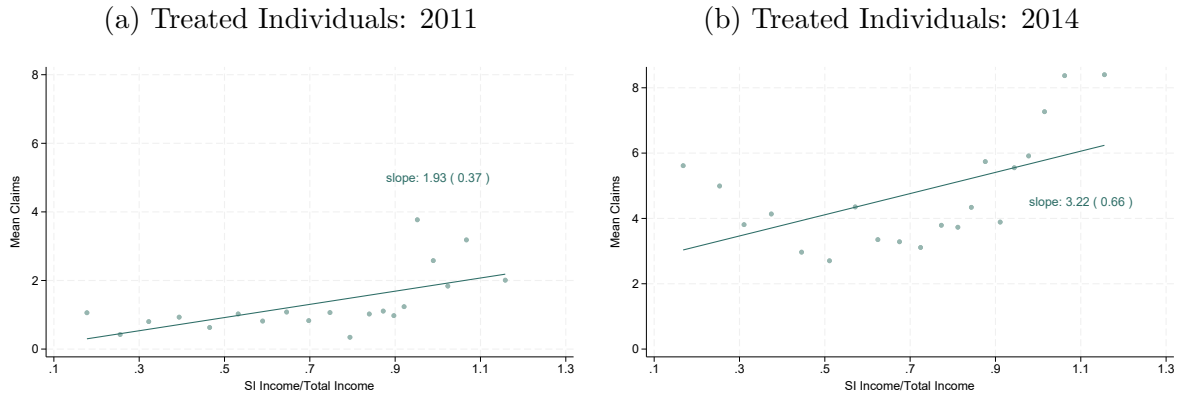 (a) Treated Individuals: 2011
8
6
4
2
0
Mean Claims
slope: 1.93 ( 0.37 )
.1 .3 .5 .7 .9 1.1 1.3
SI Income/Total Income
(b) Treated Individuals: 2014
8
6
4
2
0
Mean Claims
slope: 3.22 ( 0.66 )
.1 .3 .5 .7 .9 1.1 1.3
SI Income/Total Income